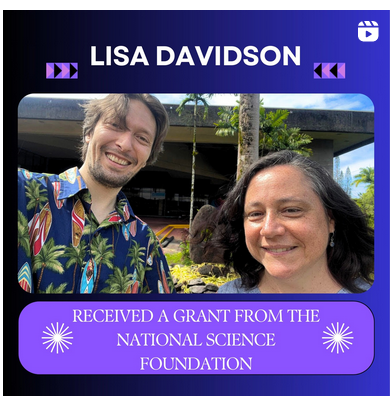 LISA DAVIDSON
RECEIVED A GRANT FROM THE
NATIONAL SCIENCE
FOUNDATION